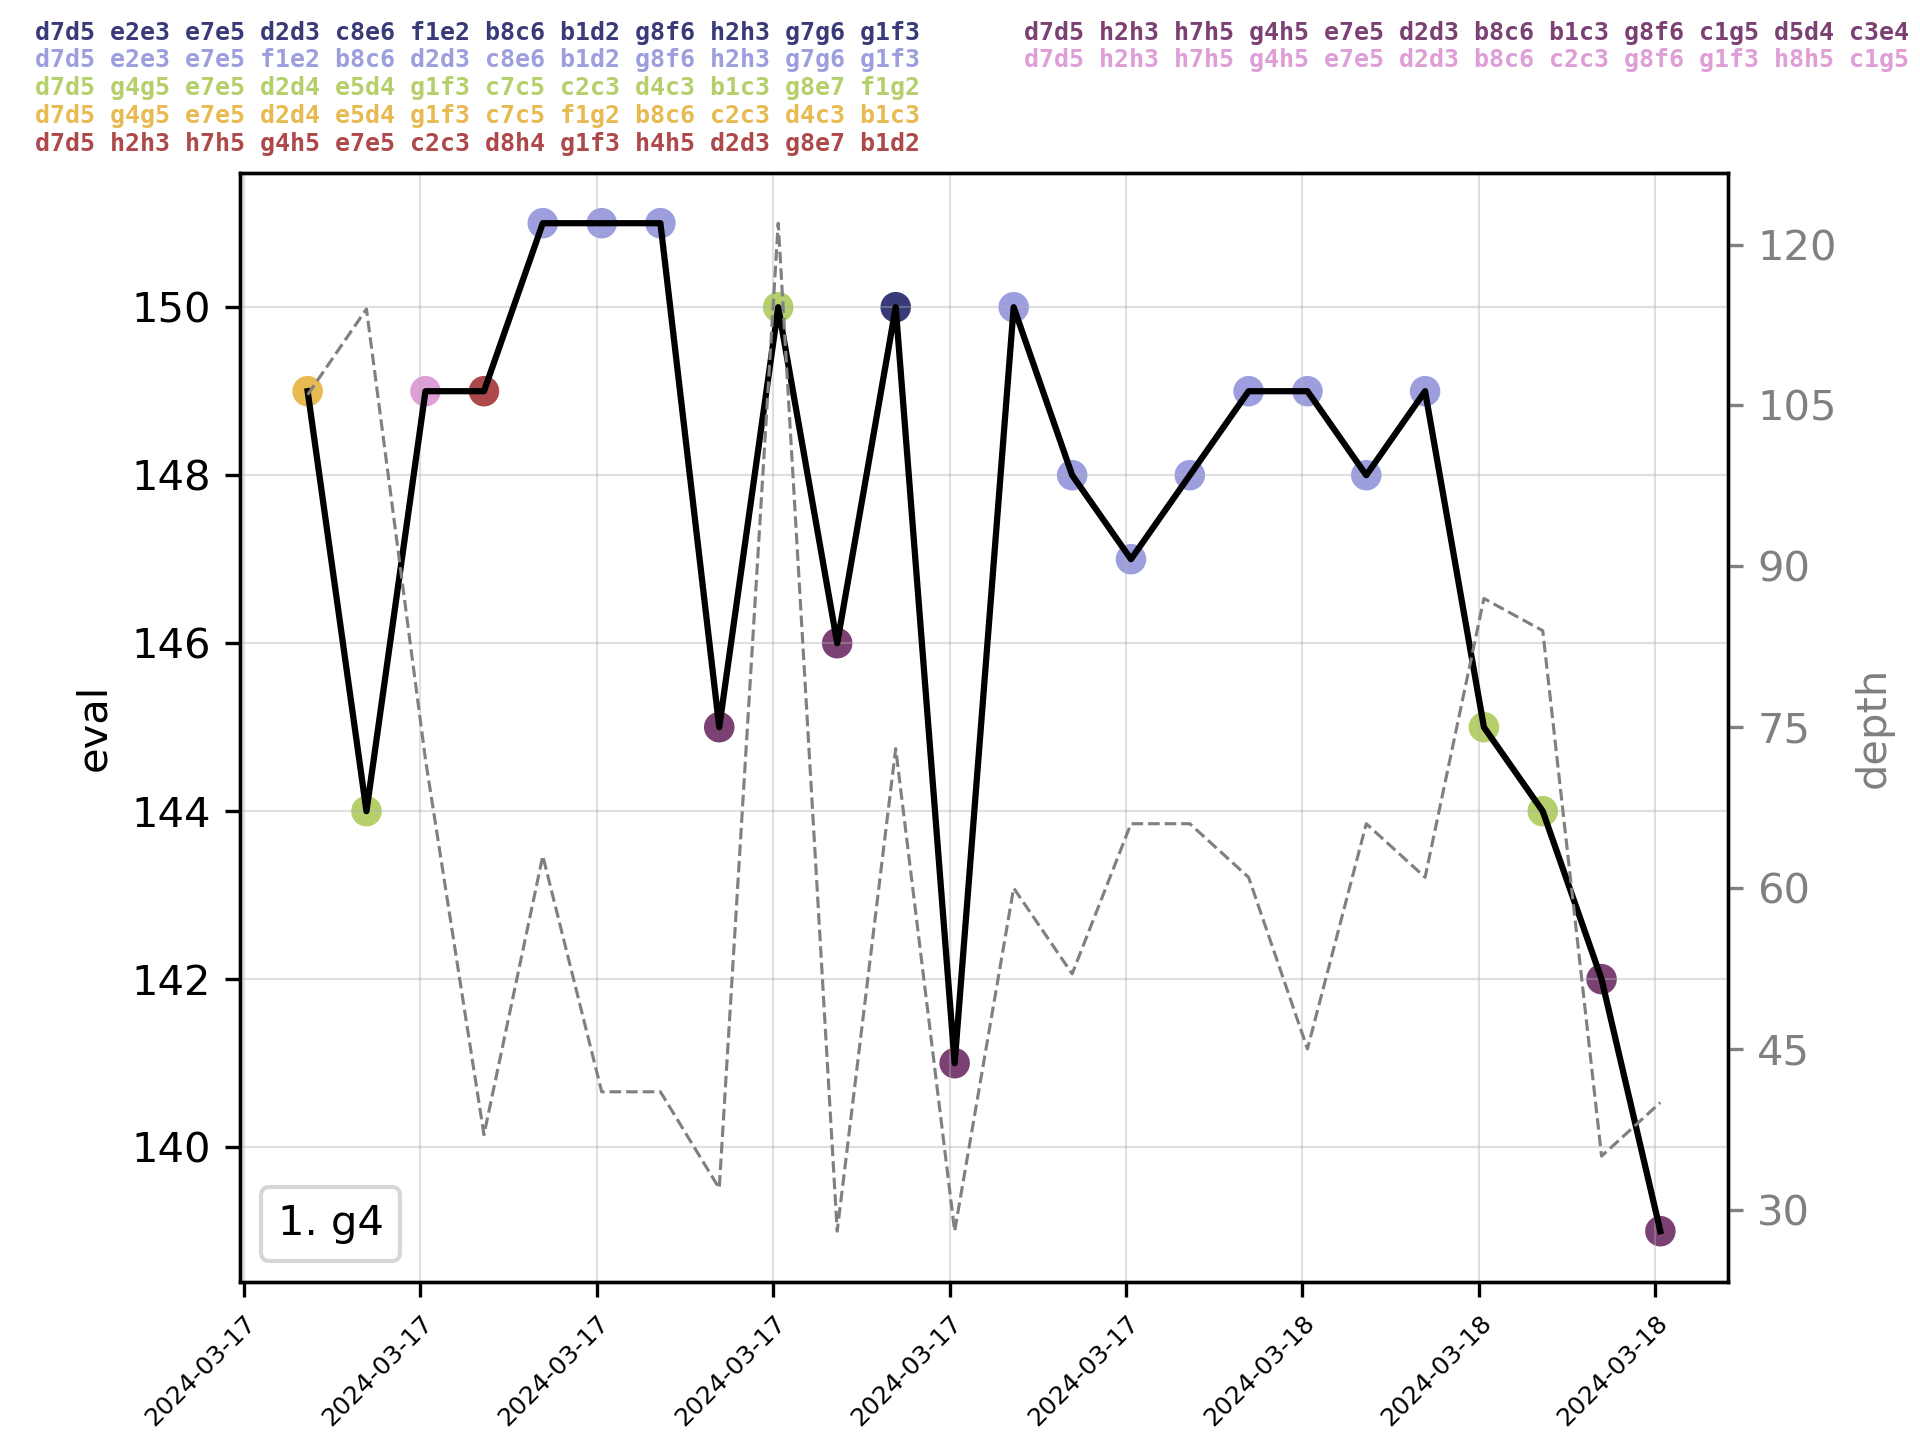 d7d5 e2e3 e7e5 d2d3 c8e6 f1e2 b8c6 b1d2 g8f6 h2h3 g7g6 g1f3
d7d5 e2e3 e7e5 f1e2 b8c6 d2d3 c8e6 b1d2 g8f6 h2h3 g7g6 g1f3
d7d5 g4g5 e7e5 d2d4 e5d4 g1f3 c7c5 c2c3 d4c3 b1c3 g8e7 f1g2
d7d5 g4g5 e7e5 d2d4 e5d4 g1f3 c7c5 f1g2 b8c6 c2c3 d4c3 b1c3
d7d5 h2h3 h7h5 g4h5 e7e5 c2c3 d8h4 g1f3 h4h5 d2d3 g8e7 b1d2
d7d5 h2h3 h7h5 g4h5 e7e5 d2d3 b8c6 b1c3 g8f6 c1g5 d5d4 c3e4
d7d5 h2h3 h7h5 g4h5 e7e5 d2d3 b8c6 c2c3 g8f6 g1f3 h8h5 c1g5
150
148
146
144
142
140
eval
120
105
90
75
60
45
30
depth
1. g4
2024-03-17
2024-03-17
2024-03-17
2024-03-17
2024-03-17
2024-03-17
2024-03-18
2024-03-18
2024-03-18